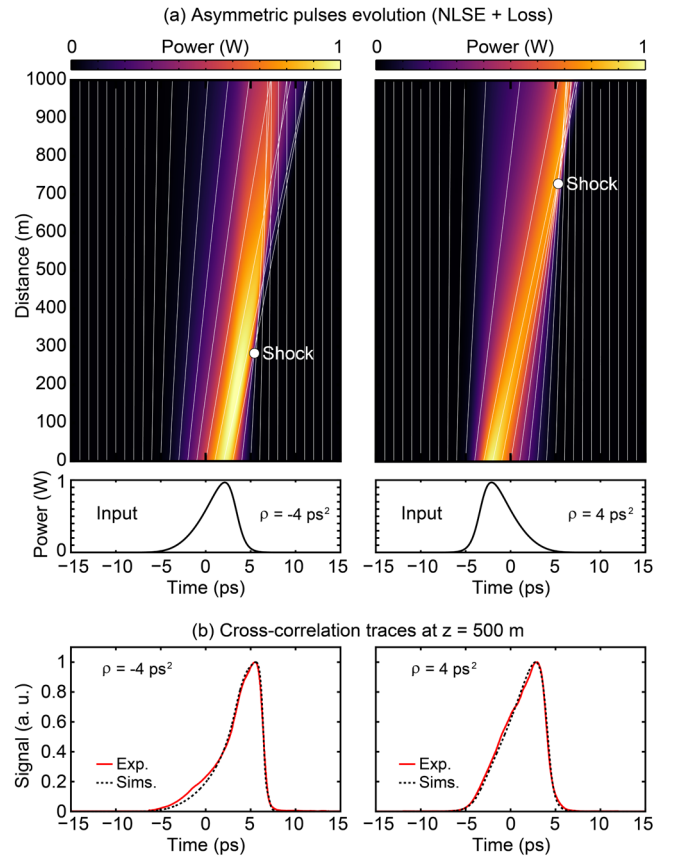 (a) Asymmetric pulses evolution (NLSE + Loss)
0 Power (W) 1
0 Power (W) 1
1000
900
800
700
600
500
400
300
200
100
0
Distance (m)
Shock
Shock
1
0
Power (W)
Input ρ = -4 ps²
Input ρ = 4 ps²
−15 −10 −5 0 5 10 15
Time (ps)
−15 −10 −5 0 5 10 15
Time (ps)
(b) Cross-correlation traces at z = 500 m
1
0.8
0.6
0.4
0.2
0
Signal (a. u.)
ρ = -4 ps²
Exp.
Sims.
ρ = 4 ps²
Exp.
Sims.
−15 −10 −5 0 5 10 15
Time (ps)
−15 −10 −5 0 5 10 15
Time (ps)